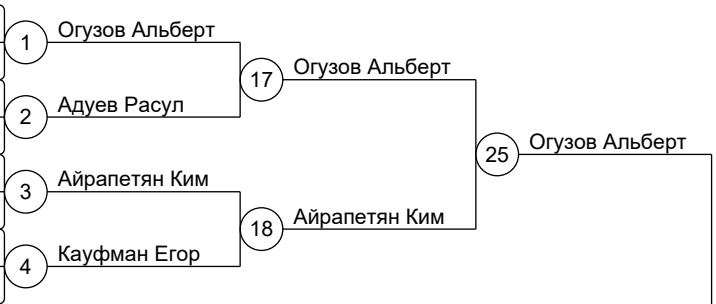 Огузов Альберт
1
17
Огузов Альберт
Адуев Расул
2
25
Огузов Альберт
Айрапетян Ким
3
18
Айрапетян Ким
Кауфман Егор
4